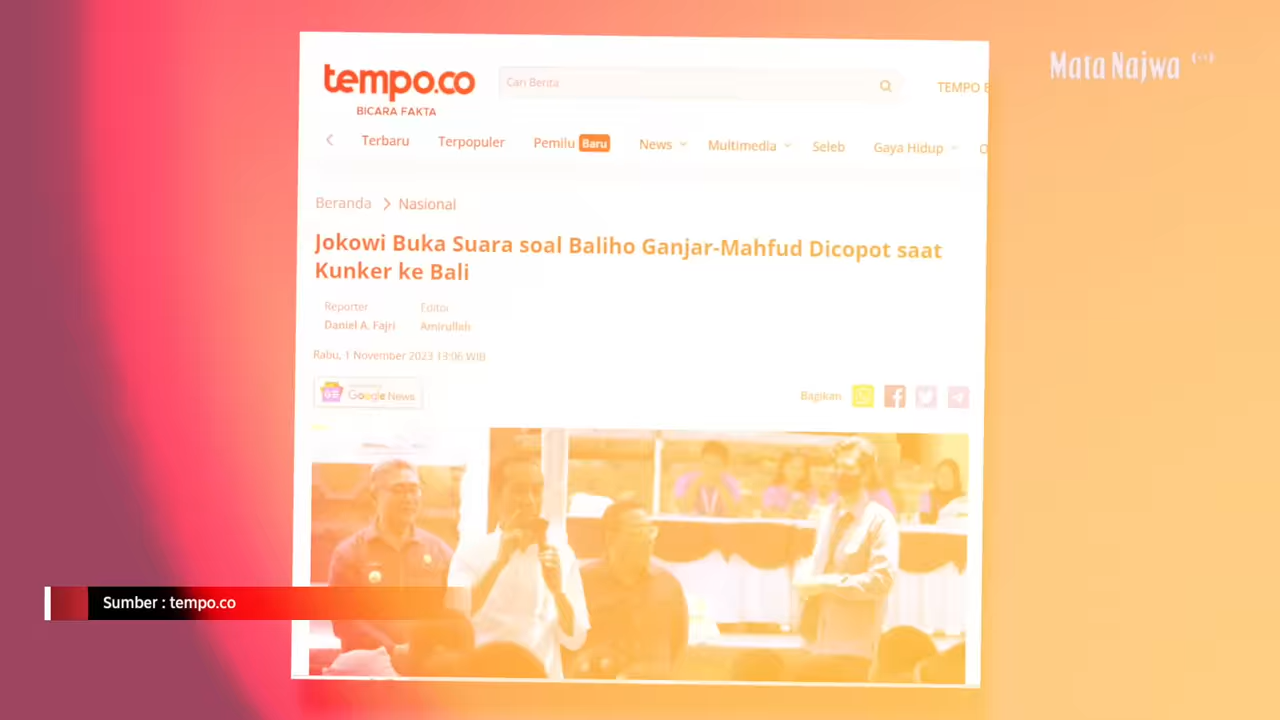 Mata Najwa
tempo.co
BICARA FAKTA
Cari Berita
TEMPO
Terbaru
Terpopuler
Pemilu Baru
News
Multimedia
Seleb
Gaya Hidup
Beranda > Nasional
Jokowi Buka Suara soal Baliho Ganjar-Mahfud Dicopot saat
Kunker ke Bali
Reporter
Editor
Daniel A. Fajri
Amirullah
Rabu, 1 November 2023 13:06 WIB
GE
Google News
Bagikan
Sumber : tempo.co